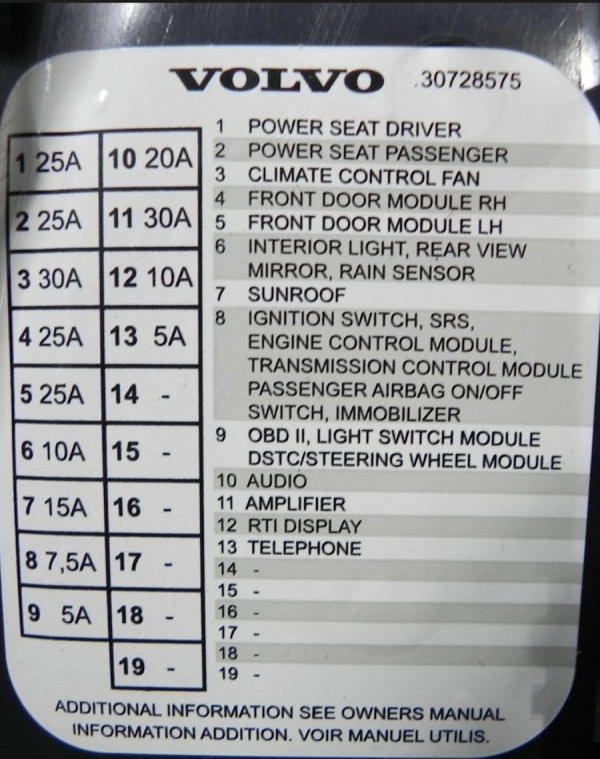 VOLVO 30728575
1 25A 10 20A
2 25A 11 30A
3 30A 12 10A
4 25A 13 5A
5 25A 14 -
6 10A 15 -
7 15A 16 -
8 7,5A 17 -
9 5A 18 -
19 -
1 POWER SEAT DRIVER
2 POWER SEAT PASSENGER
3 CLIMATE CONTROL FAN
4 FRONT DOOR MODULE RH
5 FRONT DOOR MODULE LH
6 INTERIOR LIGHT, REAR VIEW
MIRROR, RAIN SENSOR
7 SUNROOF
8 IGNITION SWITCH, SRS,
ENGINE CONTROL MODULE,
TRANSMISSION CONTROL MODULE
PASSENGER AIRBAG ON/OFF
SWITCH, IMMOBILIZER
9 OBD II, LIGHT SWITCH MODULE
DSTC/STEERING WHEEL MODULE
10 AUDIO
11 AMPLIFIER
12 RTI DISPLAY
13 TELEPHONE
14 -
15 -
16 -
17 -
18 -
19 -
ADDITIONAL INFORMATION SEE OWNERS MANUAL
INFORMATION ADDITION. VOIR MANUEL UTILIS.